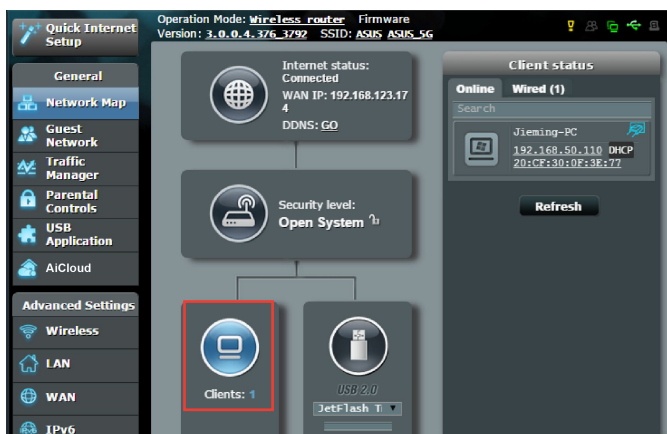 Quick Internet
Setup
Operation Mode: Wireless router Firmware
Version: 3.0.0.4.376_3792 SSID: ASUS ASUS_5G
General
Network Map
Guest
Network
Traffic
Manager
Parental
Controls
USB
Application
AiCloud
Advanced Settings
Wireless
LAN
WAN
IPv6
Internet status:
Connected
WAN IP: 192.168.123.17
4
DDNS: GO
Security level:
Open System
Clients: 1
USB 2.0
JetFlash T
Client status
Online Wired (1)
Search
Jieming-PC
192.168.50.110 DHCP
20:CF:30:0F:3E:77
Refresh